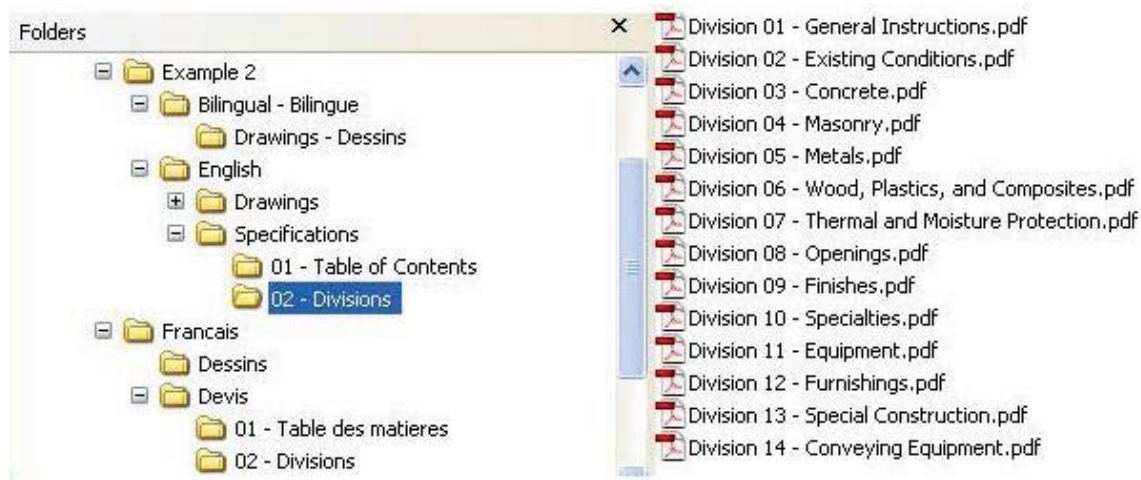 Folders
Example 2
Bilingual - Bilingue
Drawings - Dessins
English
Drawings
Specifications
01 - Table of Contents
02 - Divisions
Francais
Dessins
Devis
01 - Table des matieres
02 - Divisions
Division 01 - General Instructions.pdf
Division 02 - Existing Conditions.pdf
Division 03 - Concrete.pdf
Division 04 - Masonry.pdf
Division 05 - Metals.pdf
Division 06 - Wood, Plastics, and Composites.pdf
Division 07 - Thermal and Moisture Protection.pdf
Division 08 - Openings.pdf
Division 09 - Finishes.pdf
Division 10 - Specialties.pdf
Division 11 - Equipment.pdf
Division 12 - Furnishings.pdf
Division 13 - Special Construction.pdf
Division 14 - Conveying Equipment.pdf